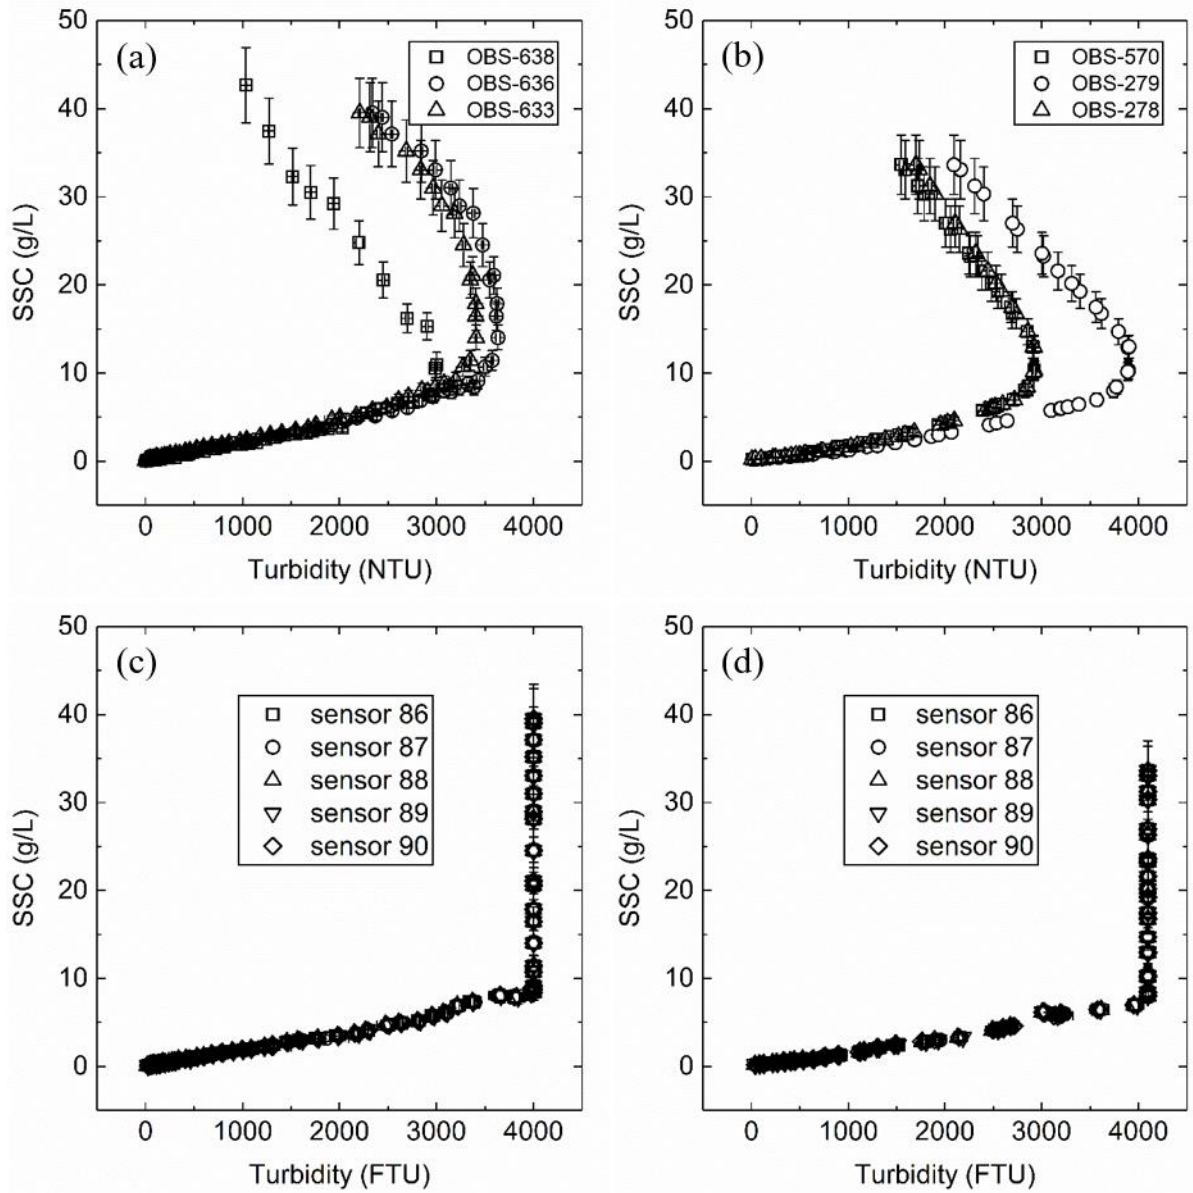 50
(a)
OBS-638
OBS-636
OBS-633
40
30
20
10
0
SSC (g/L)
0 1000 2000 3000 4000
Turbidity (NTU)
50
(b)
OBS-570
OBS-279
OBS-278
40
30
20
10
0
SSC (g/L)
0 1000 2000 3000 4000
Turbidity (NTU)
50
(c)
sensor 86
sensor 87
sensor 88
sensor 89
sensor 90
40
30
20
10
0
SSC (g/L)
0 1000 2000 3000 4000
Turbidity (FTU)
50
(d)
sensor 86
sensor 87
sensor 88
sensor 89
sensor 90
40
30
20
10
0
SSC (g/L)
0 1000 2000 3000 4000
Turbidity (FTU)